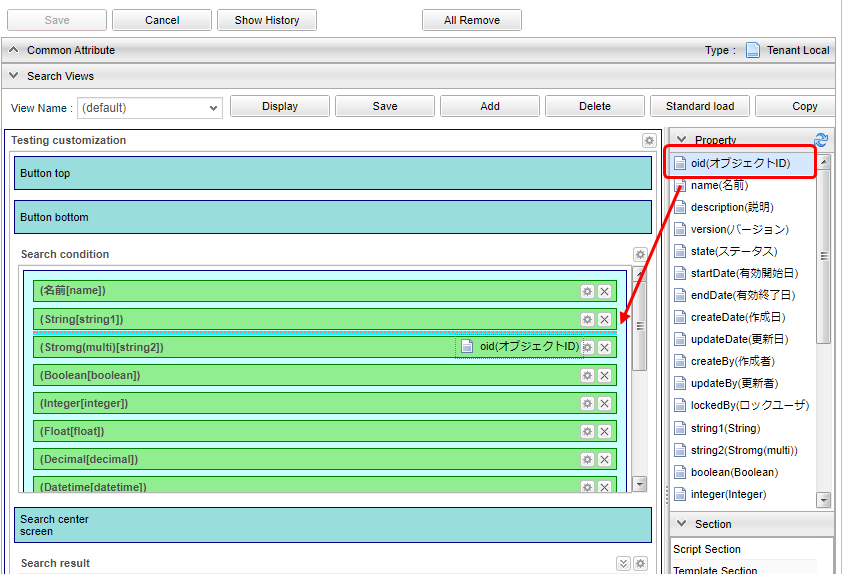 Save Cancel Show History All Remove
Common Attribute Type : Tenant Local
Search Views
View Name : (default) Display Save Add Delete Standard load Copy
Testing customization
Button top
Button bottom
Search condition
(名前[name])
(String[string1])
(Stromg(multi)[string2]) oid(オブジェクトID)
(Boolean[boolean])
(Integer[integer])
(Float[float])
(Decimal[decimal])
(Datetime[datetime])
Search center
screen
Search result
Property
oid(オブジェクトID)
name(名前)
description(説明)
version(バージョン)
state(ステータス)
startDate(有効開始日)
endDate(有効終了日)
createDate(作成日)
updateDate(更新日)
createBy(作成者)
updateBy(更新者)
lockedBy(ロックユーザ)
string1(String)
string2(Stromg(multi))
boolean(Boolean)
integer(Integer)
Section
Script Section
Template Section